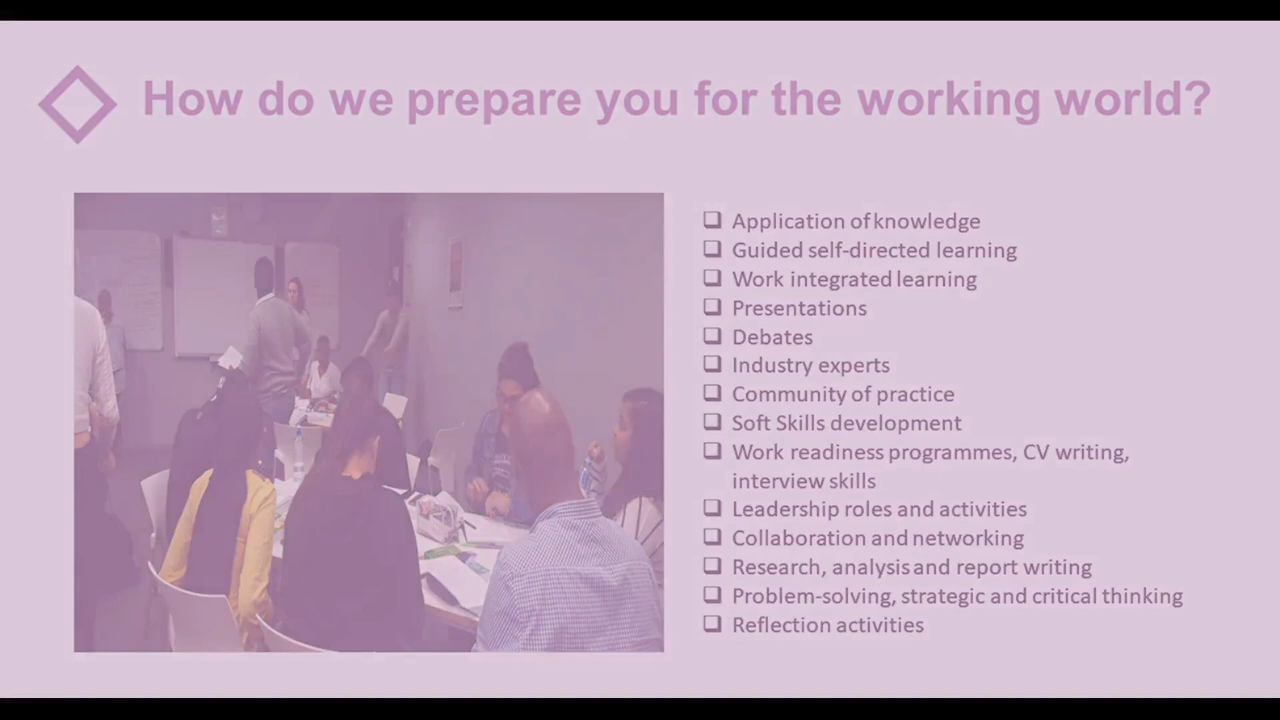 How do we prepare you for the working world?
Application of knowledge
Guided self-directed learning
Work integrated learning
Presentations
Debates
Industry experts
Community of practice
Soft Skills development
Work readiness programmes, CV writing,
interview skills
Leadership roles and activities
Collaboration and networking
Research, analysis and report writing
Problem-solving, strategic and critical thinking
Reflection activities